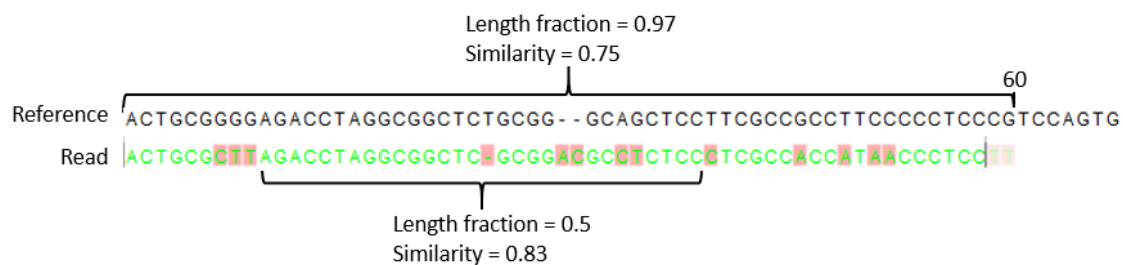 Length fraction = 0.97
Similarity = 0.75
60
Reference ACTGCGGGGAGACCTAGGCGGCTCTGCGG--GCAGCTCCTTCGCCGCCTTCCCCCTCCCGTCCAGTG
Read ACTGCGCTTAGACCTAGGCGGCTC-GCGGACGCCTCTCCCTCGCCACCATAACCCTCCTT
Length fraction = 0.5
Similarity = 0.83